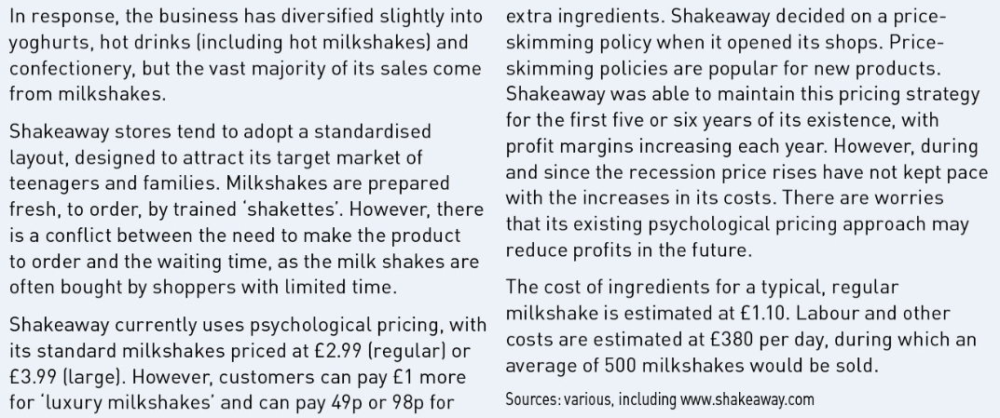 In response, the business has diversified slightly into
yoghurts, hot drinks (including hot milkshakes) and
confectionery, but the vast majority of its sales come
from milkshakes.
Shakeaway stores tend to adopt a standardised
layout, designed to attract its target market of
teenagers and families. Milkshakes are prepared
fresh, to order, by trained ‘shakettes’. However, there
is a conflict between the need to make the product
to order and the waiting time, as the milk shakes are
often bought by shoppers with limited time.
Shakeaway currently uses psychological pricing, with
its standard milkshakes priced at £2.99 (regular) or
£3.99 (large). However, customers can pay £1 more
for ‘luxury milkshakes’ and can pay 49p or 98p for
extra ingredients. Shakeaway decided on a price-
skimming policy when it opened its shops. Price-
skimming policies are popular for new products.
Shakeaway was able to maintain this pricing strategy
for the first five or six years of its existence, with
profit margins increasing each year. However, during
and since the recession price rises have not kept pace
with the increases in its costs. There are worries
that its existing psychological pricing approach may
reduce profits in the future.
The cost of ingredients for a typical, regular
milkshake is estimated at £1.10. Labour and other
costs are estimated at £380 per day, during which an
average of 500 milkshakes would be sold.
Sources: various, including www.shakeaway.com